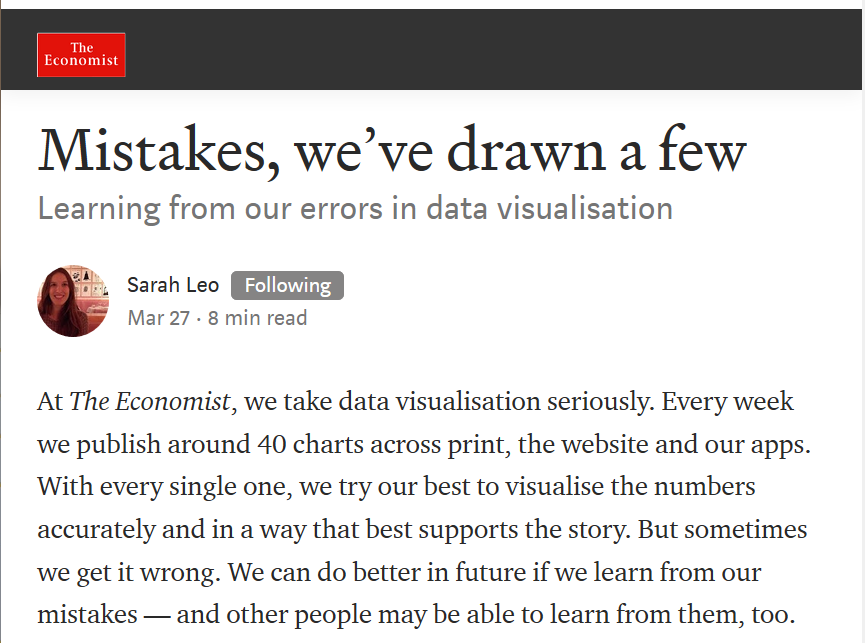 The
Economist
Mistakes, we’ve drawn a few
Learning from our errors in data visualisation
Sarah Leo Following
Mar 27 · 8 min read
At The Economist, we take data visualisation seriously. Every week
we publish around 40 charts across print, the website and our apps.
With every single one, we try our best to visualise the numbers
accurately and in a way that best supports the story. But sometimes
we get it wrong. We can do better in future if we learn from our
mistakes — and other people may be able to learn from them, too.